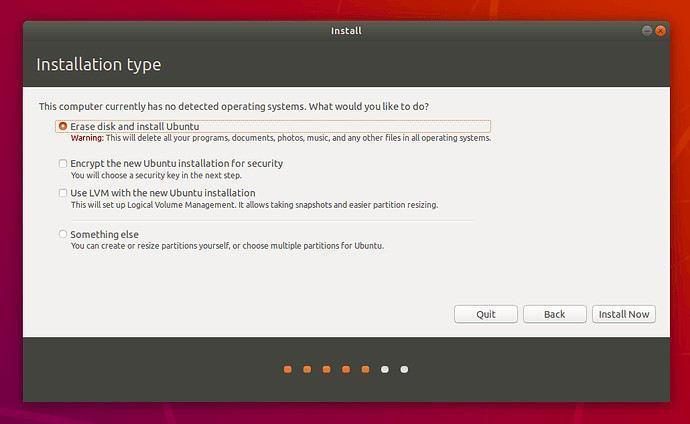 Install
Installation type
This computer currently has no detected operating systems. What would you like to do?
Erase disk and install Ubuntu
Warning: This will delete all your programs, documents, photos, music, and any other files in all operating systems.
Encrypt the new Ubuntu installation for security
You will choose a security key in the next step.
Use LVM with the new Ubuntu installation
This will set up Logical Volume Management. It allows taking snapshots and easier partition resizing.
Something else
You can create or resize partitions yourself, or choose multiple partitions for Ubuntu.
Quit Back Install Now